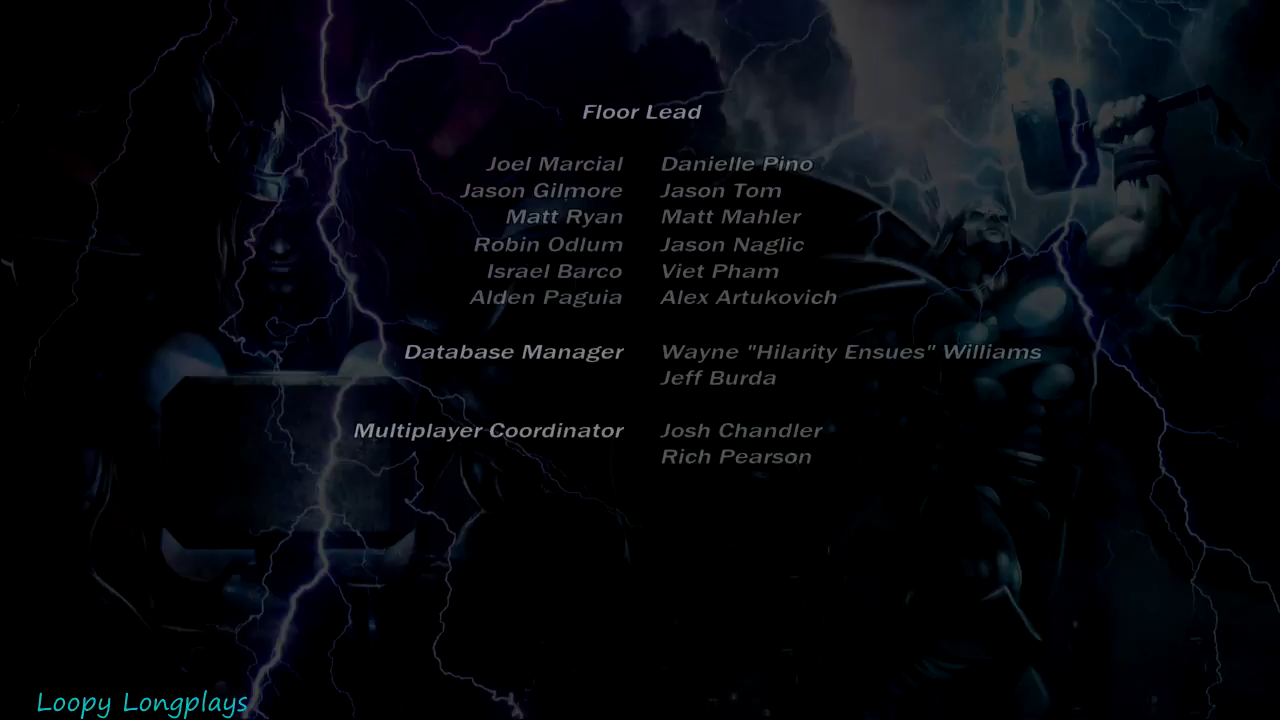 Floor Lead
Joel Marcial Danielle Pino
Jason Gilmore Jason Tom
Matt Ryan Matt Mahler
Robin Odlum Jason Naglic
Israel Barco Viet Pham
Alden Paguia Alex Artukovich
Database Manager Wayne "Hilarity Ensues" Williams
Jeff Burda
Multiplayer Coordinator Josh Chandler
Rich Pearson
Loopy Longplays